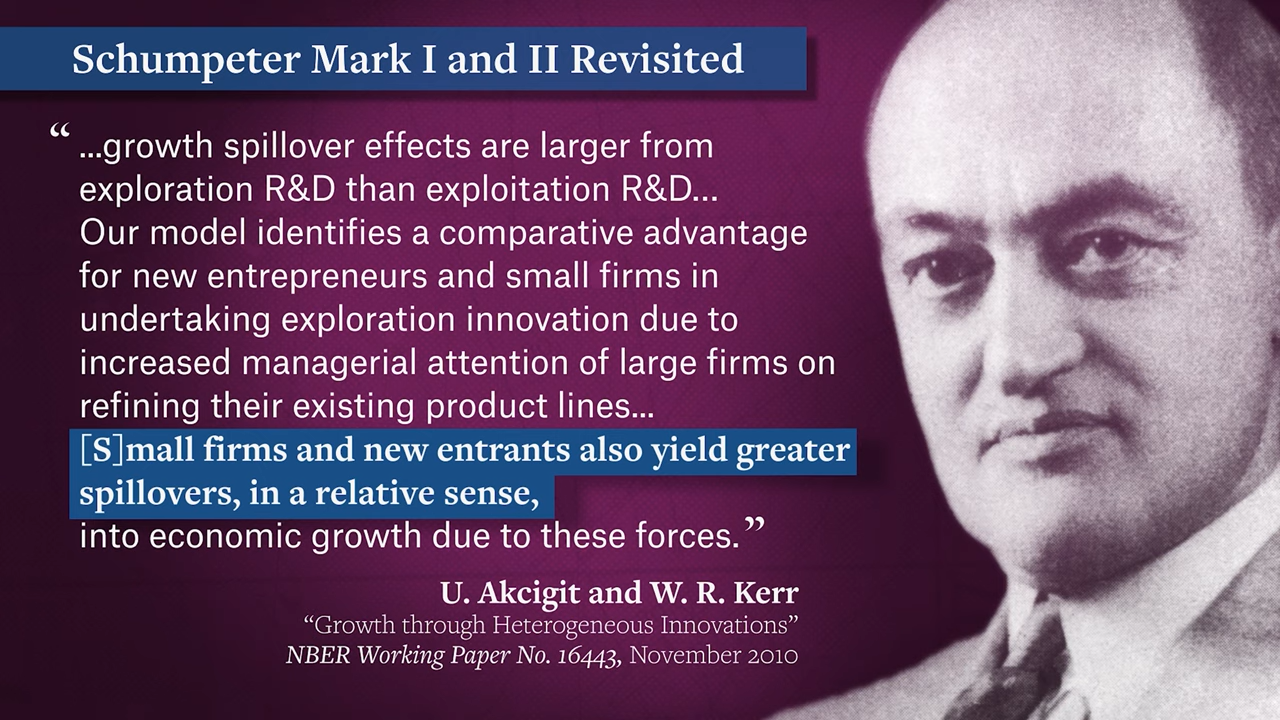 Schumpeter Mark I and II Revisited
“ ...growth spillover effects are larger from
exploration R&D than exploitation R&D...
Our model identifies a comparative advantage
for new entrepreneurs and small firms in
undertaking exploration innovation due to
increased managerial attention of large firms on
refining their existing product lines...
[S]mall firms and new entrants also yield greater
spillovers, in a relative sense,
into economic growth due to these forces.”
U. Akcigit and W. R. Kerr
“Growth through Heterogeneous Innovations”
NBER Working Paper No. 16443, November 2010